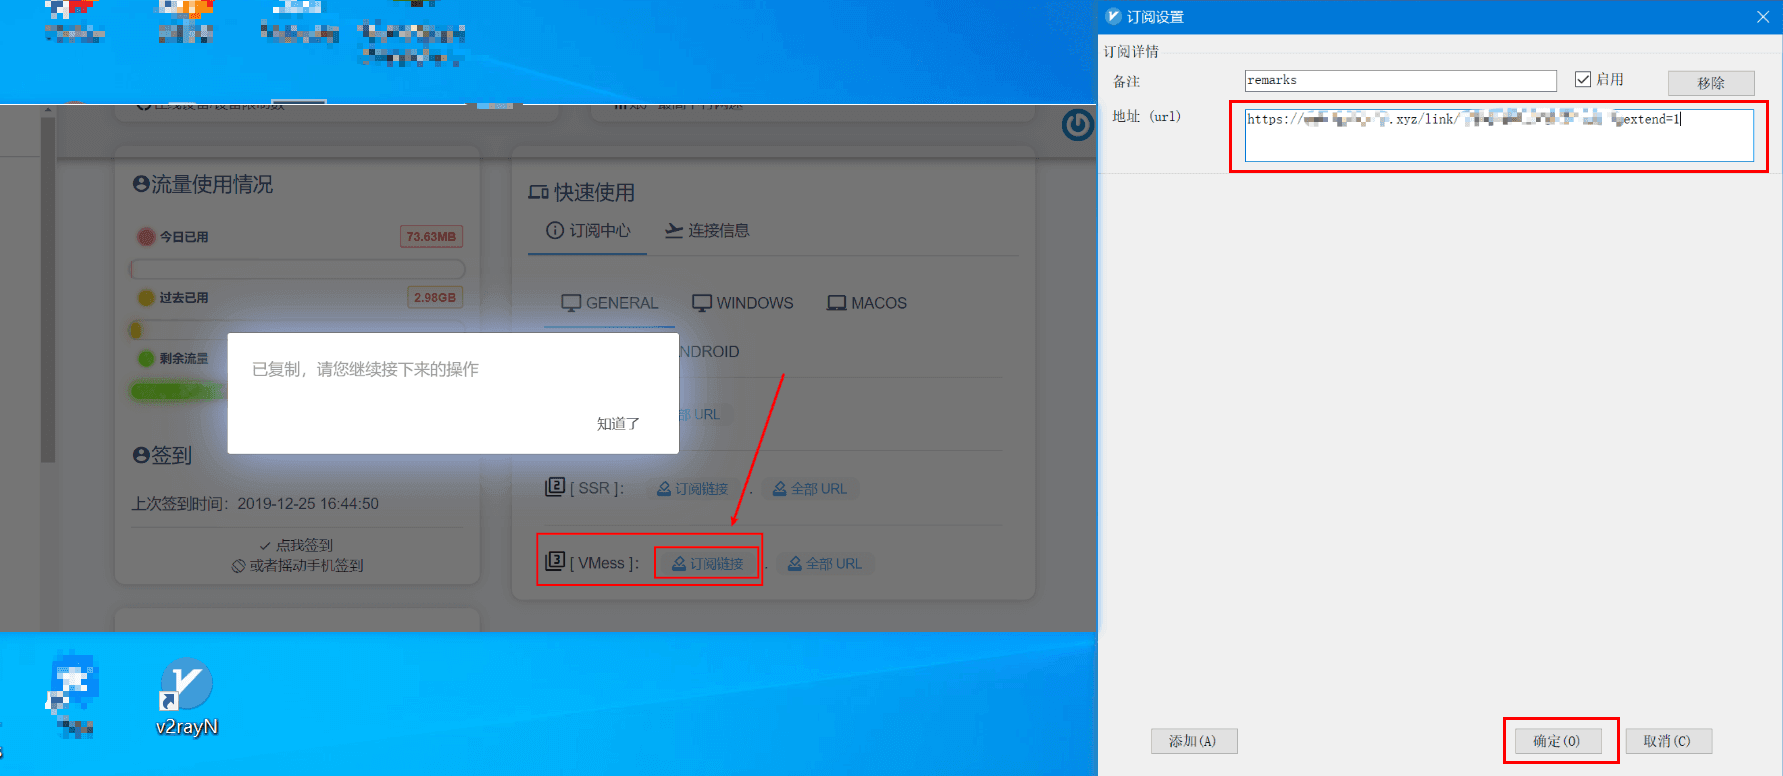 流量使用情况
今日已用
73.63MB
过去已用
2.98GB
剩余流量
签到
上次签到时间：2019-12-25 16:44:50
点我签到
或者摇动手机签到
快速使用
订阅中心
连接信息
GENERAL
WINDOWS
MACOS
NDROID
部 URL
2 [ SSR ]：
订阅链接
.
全部 URL
3 [ VMess ]：
订阅链接
.
全部 URL
已复制，请您继续接下来的操作
知道了
v2rayN
订阅设置
订阅详情
备注
remarks
启用
移除
地址 (url)
https://
.xyz/link/
extend=1
添加(A)
确定(O)
取消(C)